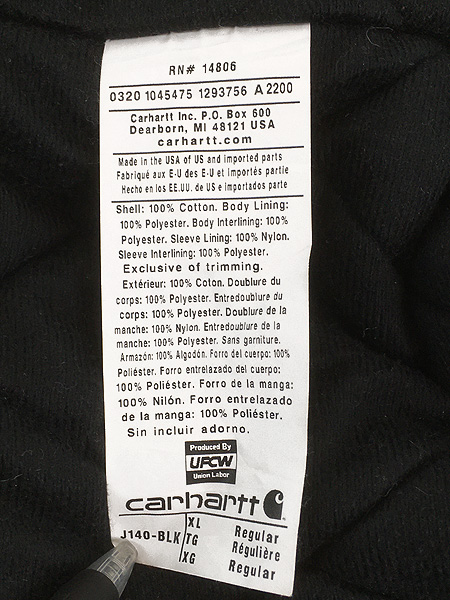 RN# 14806
0320 1045475 1293756 A 2200
Carhartt Inc. P.O. Box 600
Dearborn, MI 48121 USA
carhartt.com
Made in the USA of US and imported parts
Fabriqué aux E-U des E-U et importés partie
Hecho en los EE.UU. de US e importados parte
Shell: 100% Cotton. Body Lining:
100% Polyester. Body Interlining: 100%
Polyester. Sleeve Lining: 100% Nylon.
Sleeve Interlining: 100% Polyester.
Exclusive of trimming.
Extérieur: 100% Coton. Doublure du
corps: 100% Polyester. Entredoublure du
corps: 100% Polyester. Doublure de la
manche: 100% Nylon. Entredoublure de la
manche: 100% Polyester. Sans garniture.
Armazón: 100% Algodón. Forro del cuerpo: 100%
Poliéster. Forro entrelazado del cuerpo:
100% Poliéster. Forro de la manga:
100% Nilón. Forro entrelazado
de la manga: 100% Poliéster.
Sin incluir adorno.
Produced By
UFCW
Union Labor
carhartt
XL Regular
J140-BLK TG Régulière
XG Regular